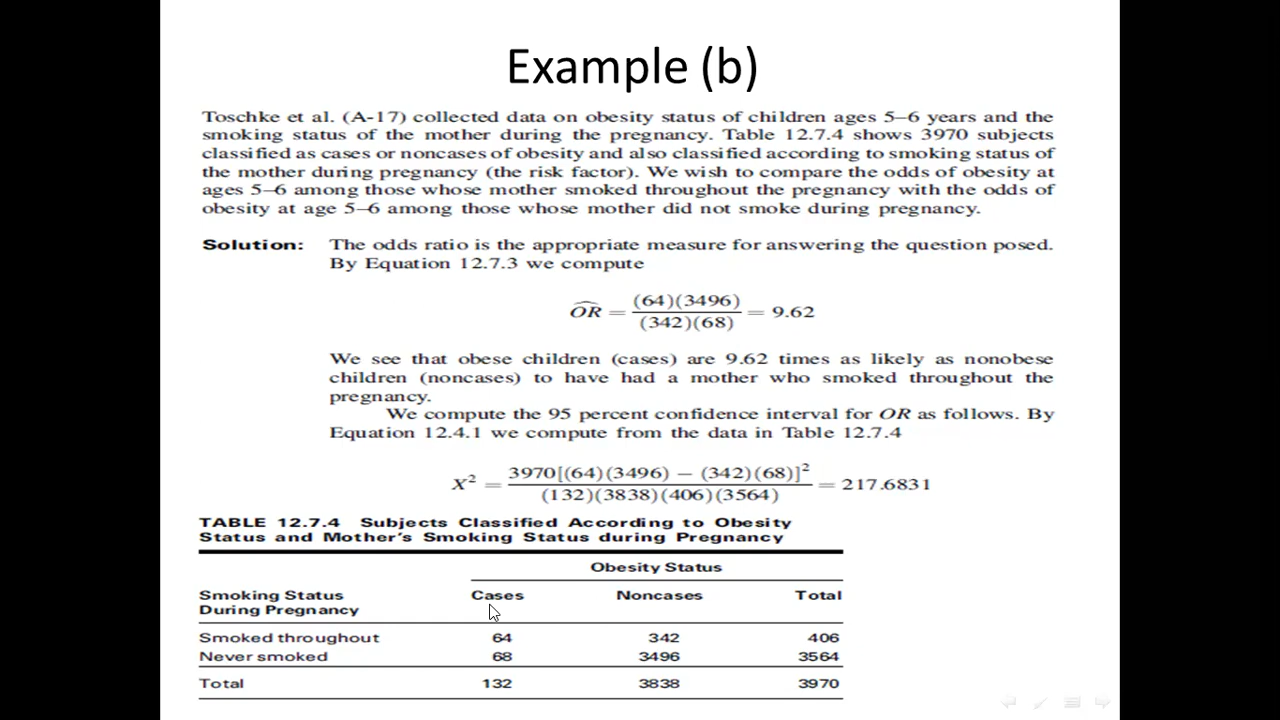 Example (b)
Toschke et al. (A-17) collected data on obesity status of children ages 5–6 years and the
smoking status of the mother during the pregnancy. Table 12.7.4 shows 3970 subjects
classified as cases or noncases of obesity and also classified according to smoking status of
the mother during pregnancy (the risk factor). We wish to compare the odds of obesity at
ages 5–6 among those whose mother smoked throughout the pregnancy with the odds of
obesity at age 5–6 among those whose mother did not smoke during pregnancy.
Solution: The odds ratio is the appropriate measure for answering the question posed.
By Equation 12.7.3 we compute
\widehat{OR} = \frac{(64)(3496)}{(342)(68)} = 9.62
We see that obese children (cases) are 9.62 times as likely as nonobese
children (noncases) to have had a mother who smoked throughout the
pregnancy.
We compute the 95 percent confidence interval for OR as follows. By
Equation 12.4.1 we compute from the data in Table 12.7.4
X^2 = \frac{3970[(64)(3496) − (342)(68)]^2}{(132)(3838)(406)(3564)} = 217.6831
TABLE 12.7.4 Subjects Classified According to Obesity
Status and Mother's Smoking Status during Pregnancy
Obesity Status
Smoking Status Cases Noncases Total
During Pregnancy
Smoked throughout 64 342 406
Never smoked 68 3496 3564
Total 132 3838 3970